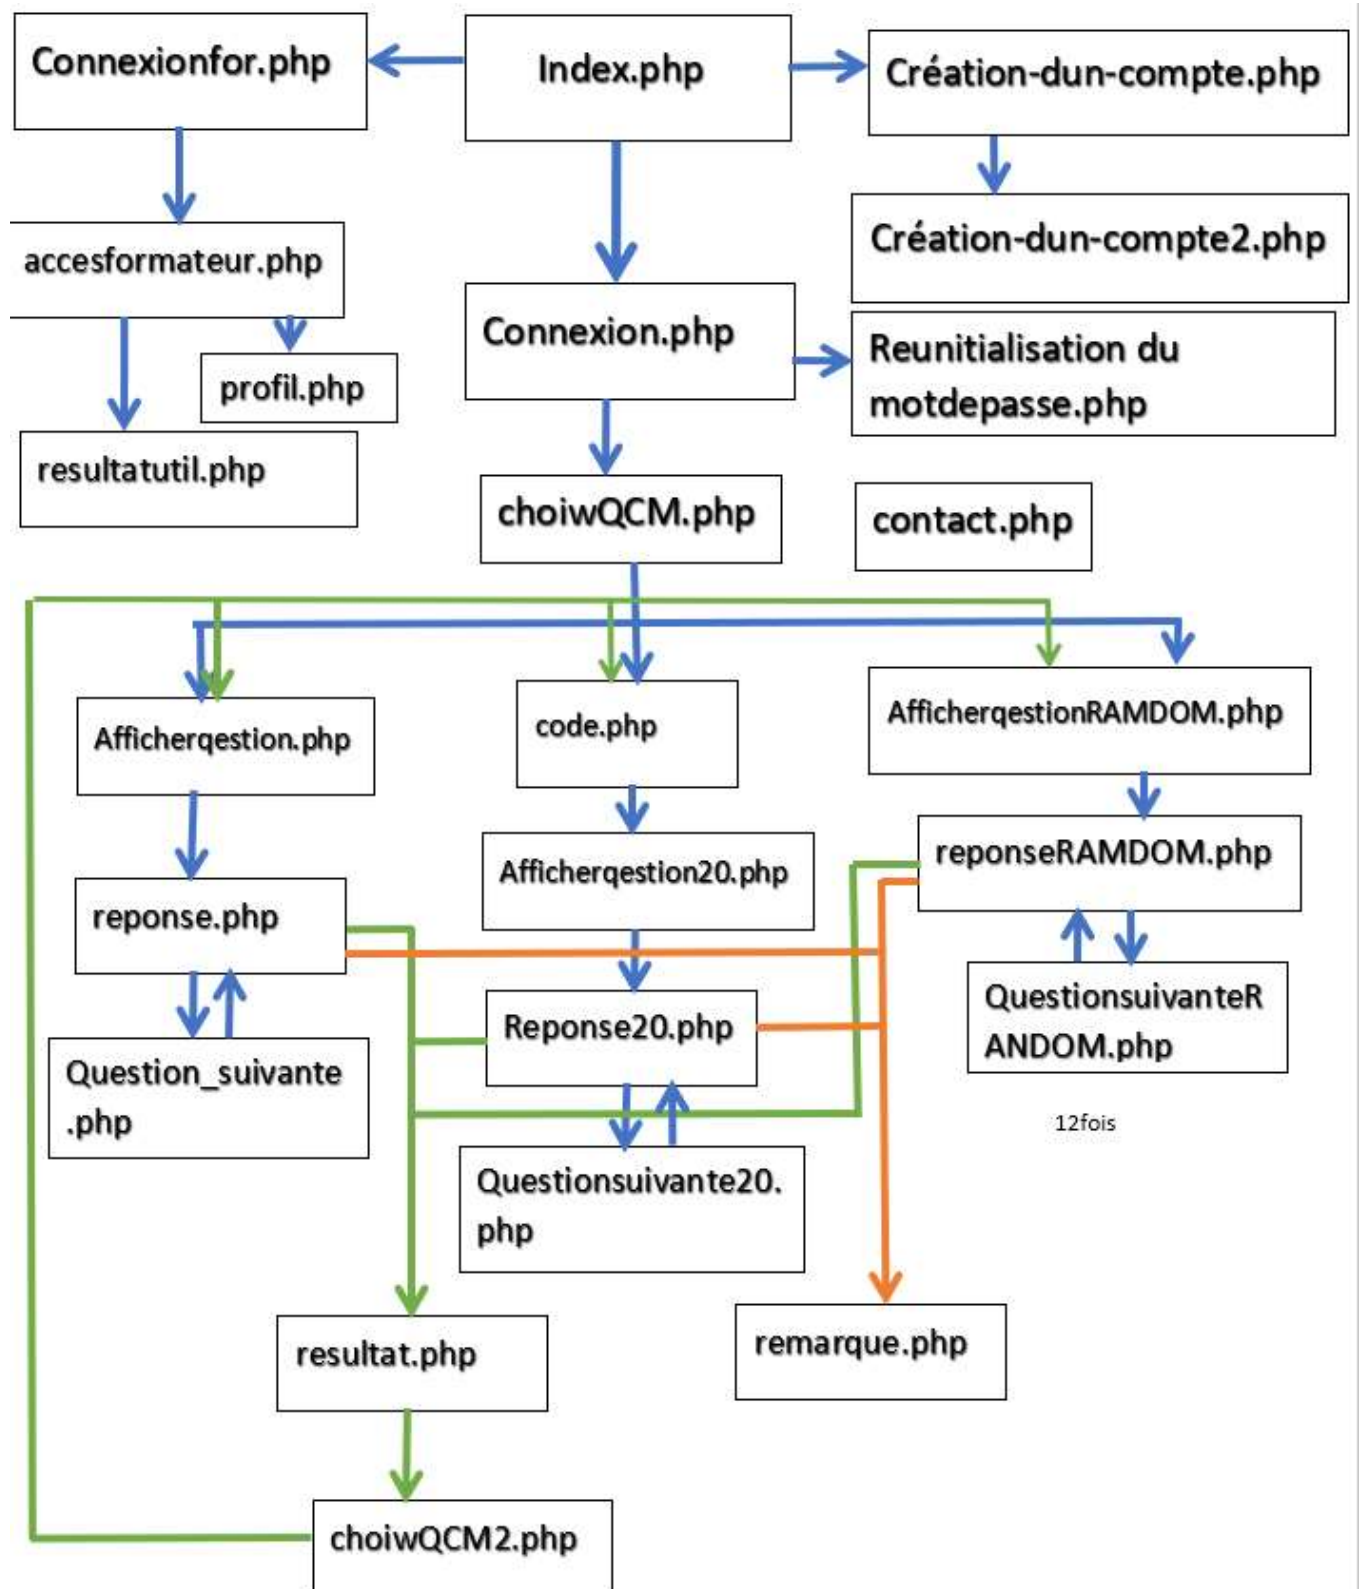 Connexionfor.php
Index.php
Création-dun-compte.php
accesformateur.php
Création-dun-compte2.php
Connexion.php
Reunitialisation du
motdepasse.php
profil.php
resultatutil.php
choiwQCM.php
contact.php
Afficherqestion.php
code.php
AfficherqestionRAMDOM.php
reponse.php
Afficherqestion20.php
reponseRAMDOM.php
Question_suivante
.php
Reponse20.php
QuestionsuivanteR
ANDOM.php
12fois
Questionsuivante20.
php
resultat.php
remarque.php
choiwQCM2.php